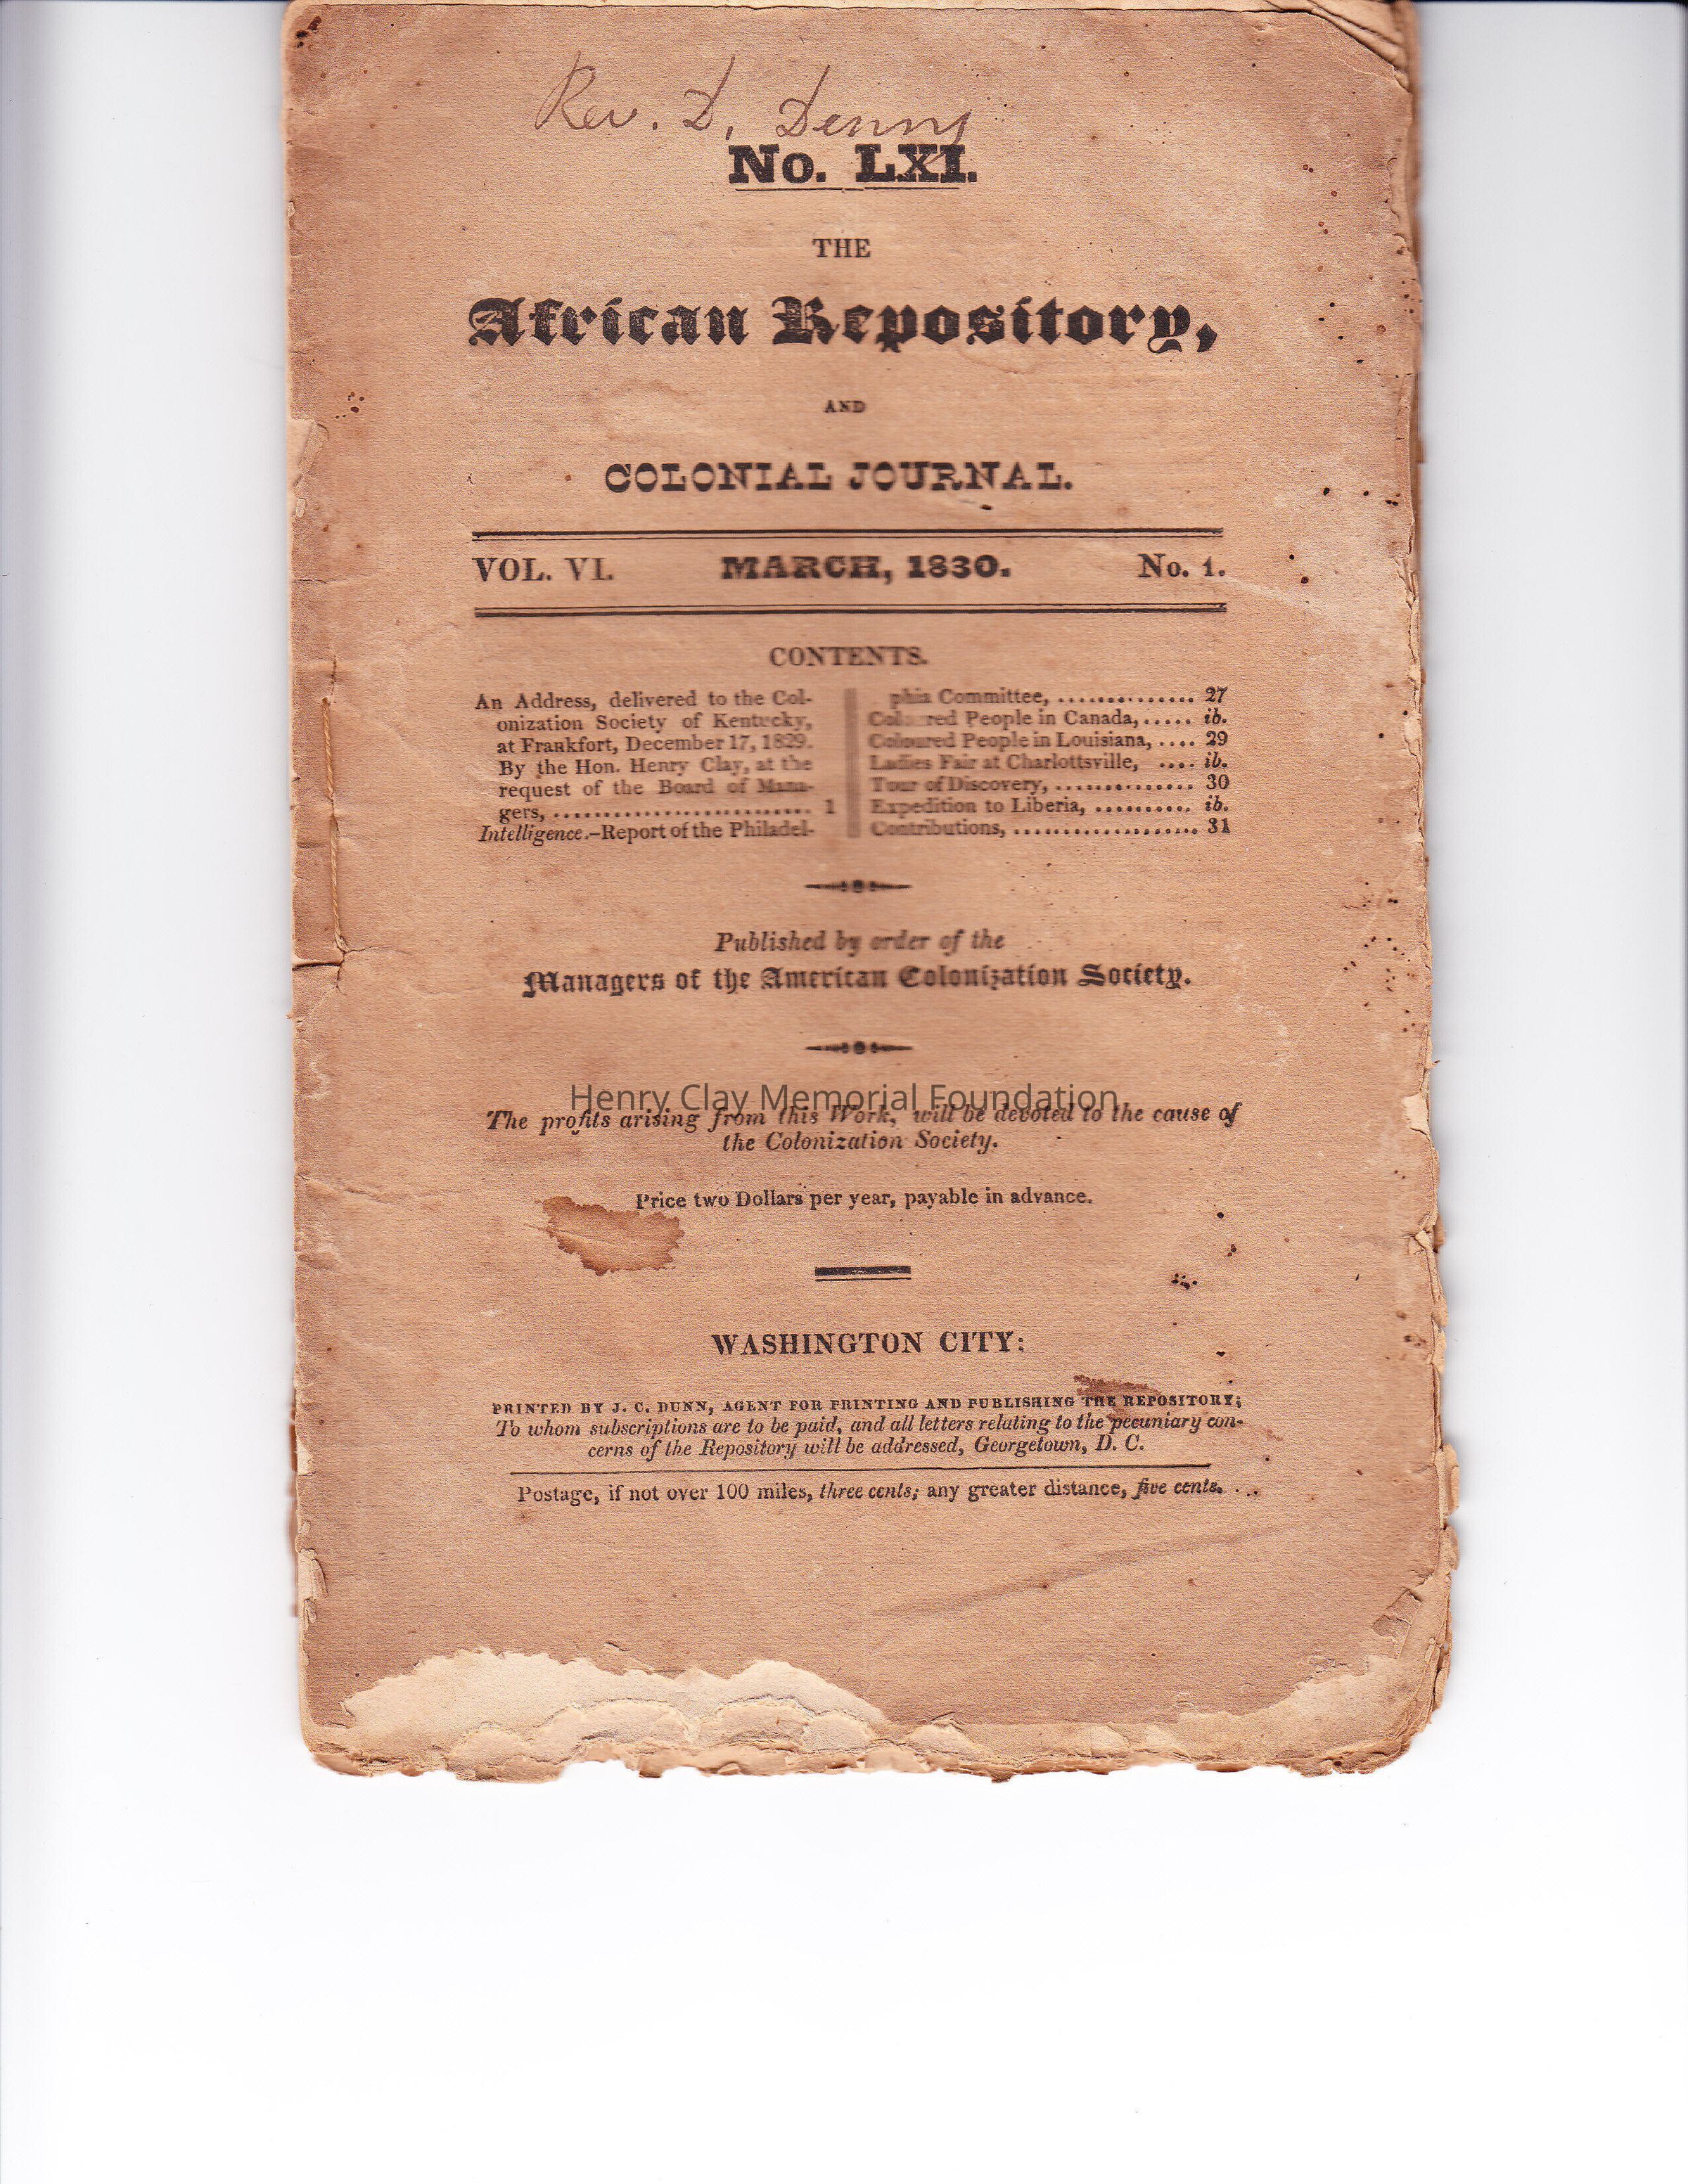 Rev. D. Denny
No. LXI.
THE
African Repository,
AND
COLONIAL JOURNAL.
VOL. VI. MARCH, 1830. No. 1.
CONTENTS.
An Address, delivered to the Col-
onization Society of Kentucky,
at Frankfort, December 17, 1829.
By the Hon. Henry Clay, at the
request of the Board of Mana-
gers, .......................... 1
Intelligence.—Report of the Philadel-
phia Committee, .............. 27
Coloured People in Canada, ..... ib.
Coloured People in Louisiana, .... 29
Ladies Fair at Charlottsville, .... ib.
Tour of Discovery, .............. 30
Expedition to Liberia, .......... ib.
Contributions, ................... 31
Published by order of the
Managers of the American Colonization Society.
Henry Clay Memorial Foundation
The profits arising from this Work, will be devoted to the cause of
the Colonization Society.
Price two Dollars per year, payable in advance.
WASHINGTON CITY:
PRINTED BY J. C. DUNN, AGENT FOR PRINTING AND PUBLISHING THE REPOSITORY;
To whom subscriptions are to be paid, and all letters relating to the pecuniary con-
cerns of the Repository will be addressed, Georgetown, D. C.
Postage, if not over 100 miles, three cents; any greater distance, five cents.